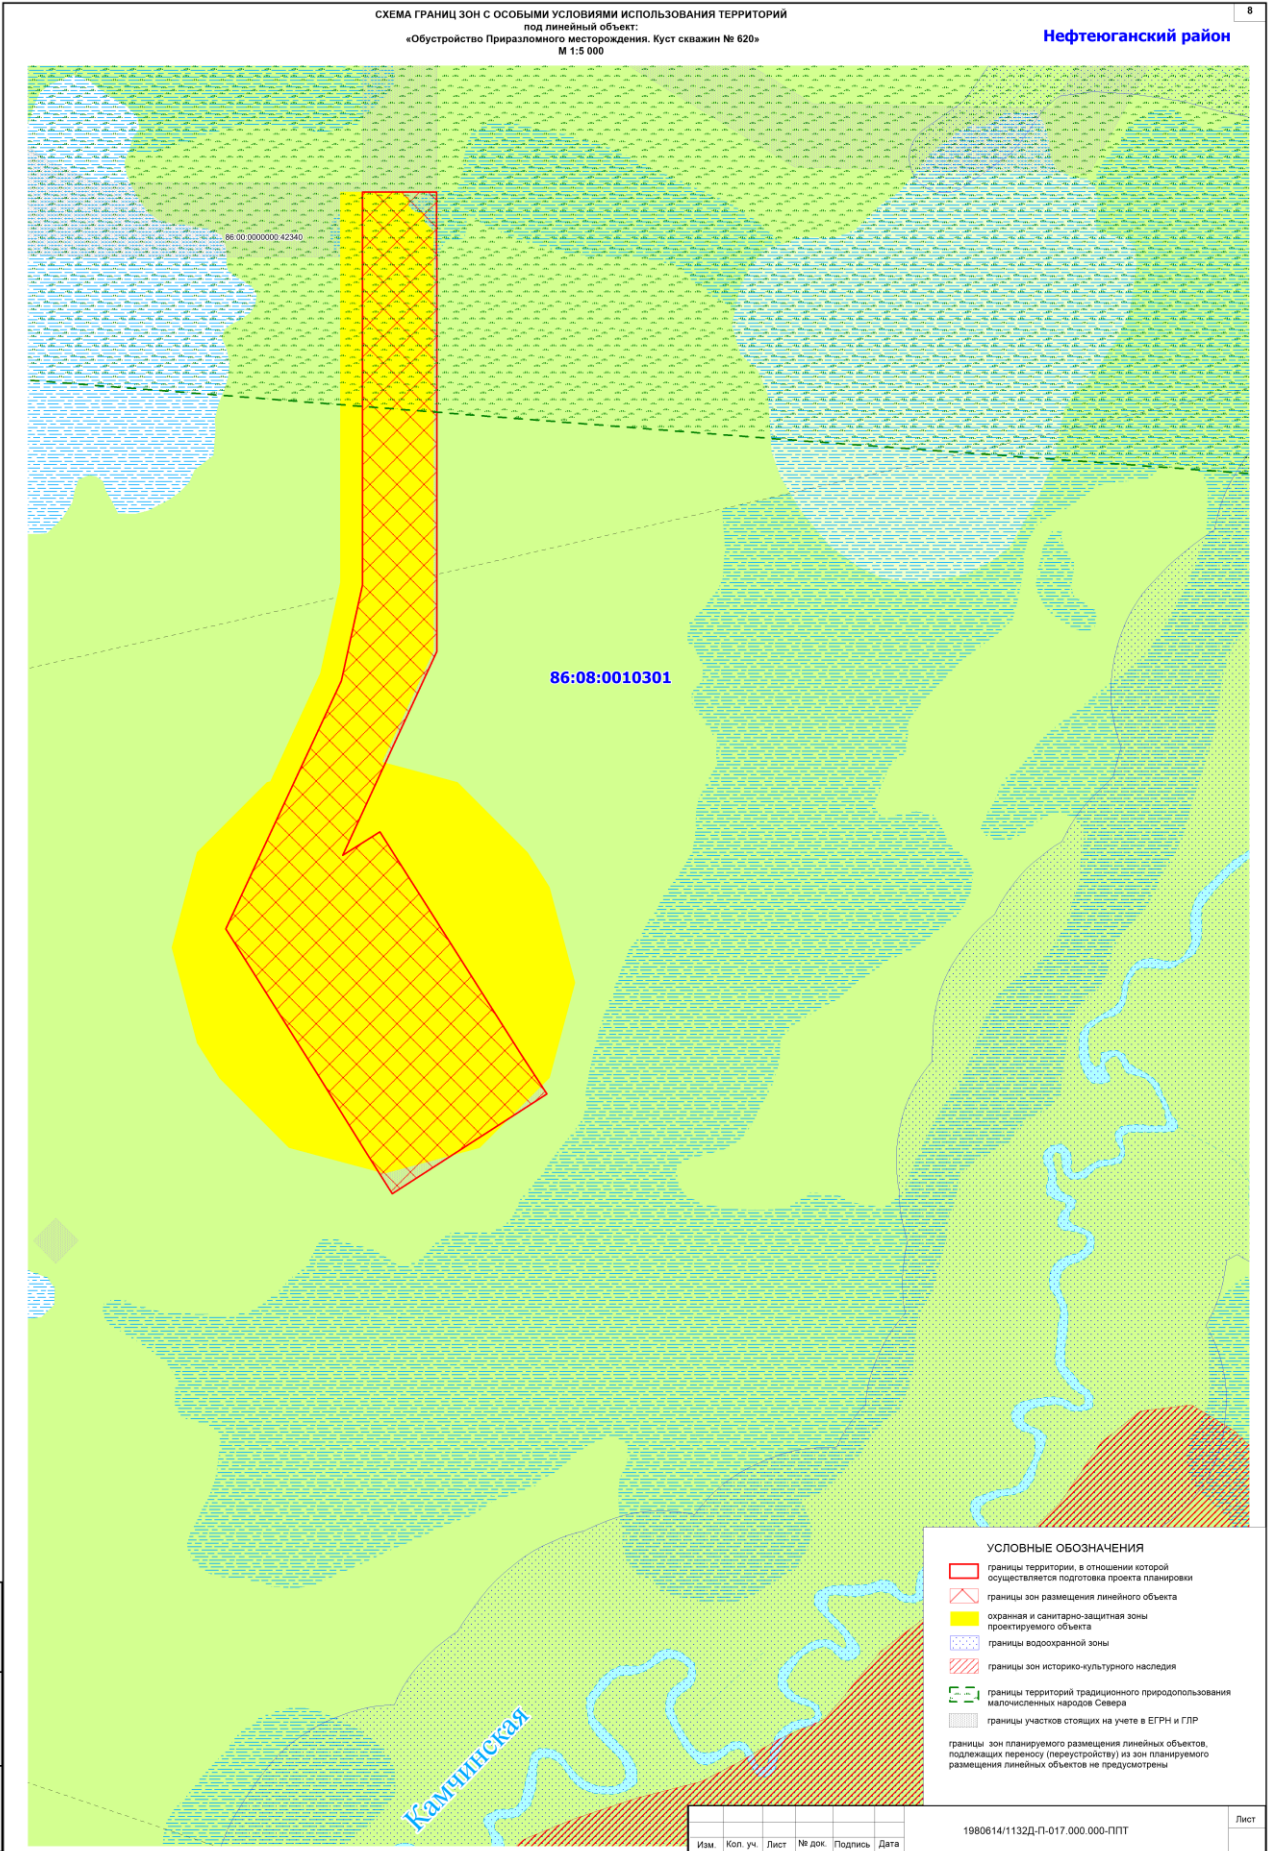 СХЕМА ГРАНИЦ ЗОН С ОСОБЫМИ УСЛОВИЯМИ ИСПОЛЬЗОВАНИЯ ТЕРРИТОРИЙ
под линейный объект:
«Обустройство Приразломного месторождения. Куст скважин № 620»
М 1:5 000
8
Нефтеюганский район
86:00:0000000:42340
86:08:0010301
Камчинская
УСЛОВНЫЕ ОБОЗНАЧЕНИЯ
границы территории, в отношении которой
осуществляется подготовка проекта планировки
границы зон размещения линейного объекта
охранная и санитарно-защитная зоны
проектируемого объекта
границы водоохранной зоны
границы зон историко-культурного наследия
границы территорий традиционного природопользования
малочисленных народов Севера
границы участков стоящих на учете в ЕГРН и ГЛР
границы зон планируемого размещения линейных объектов,
подлежащих переносу (переустройству) из зон планируемого
размещения линейных объектов не предусмотрены
Изм. Кол. уч. Лист № док. Подпись Дата
1980614/1132Д-П-017.000.000-ППТ
Лист